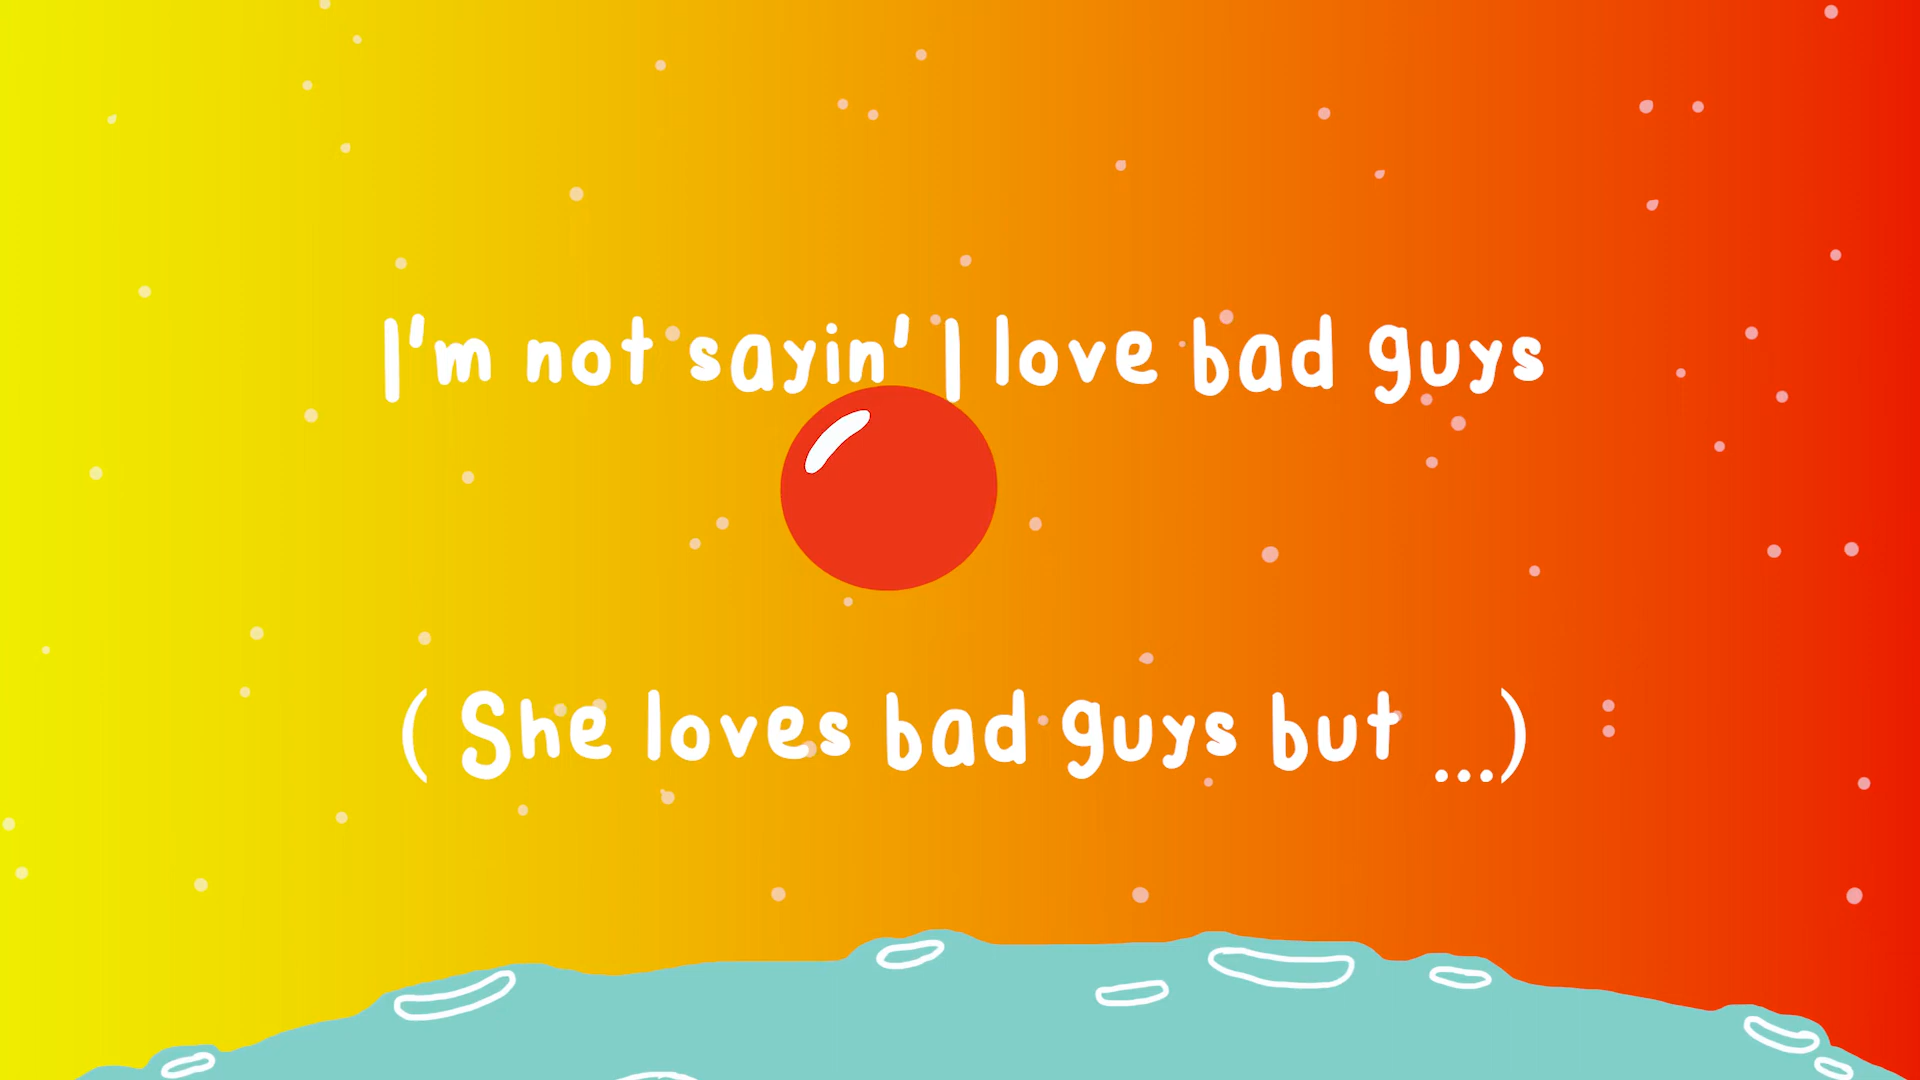 I'm not sayin' I love bad guys
( She loves bad guys but ...)